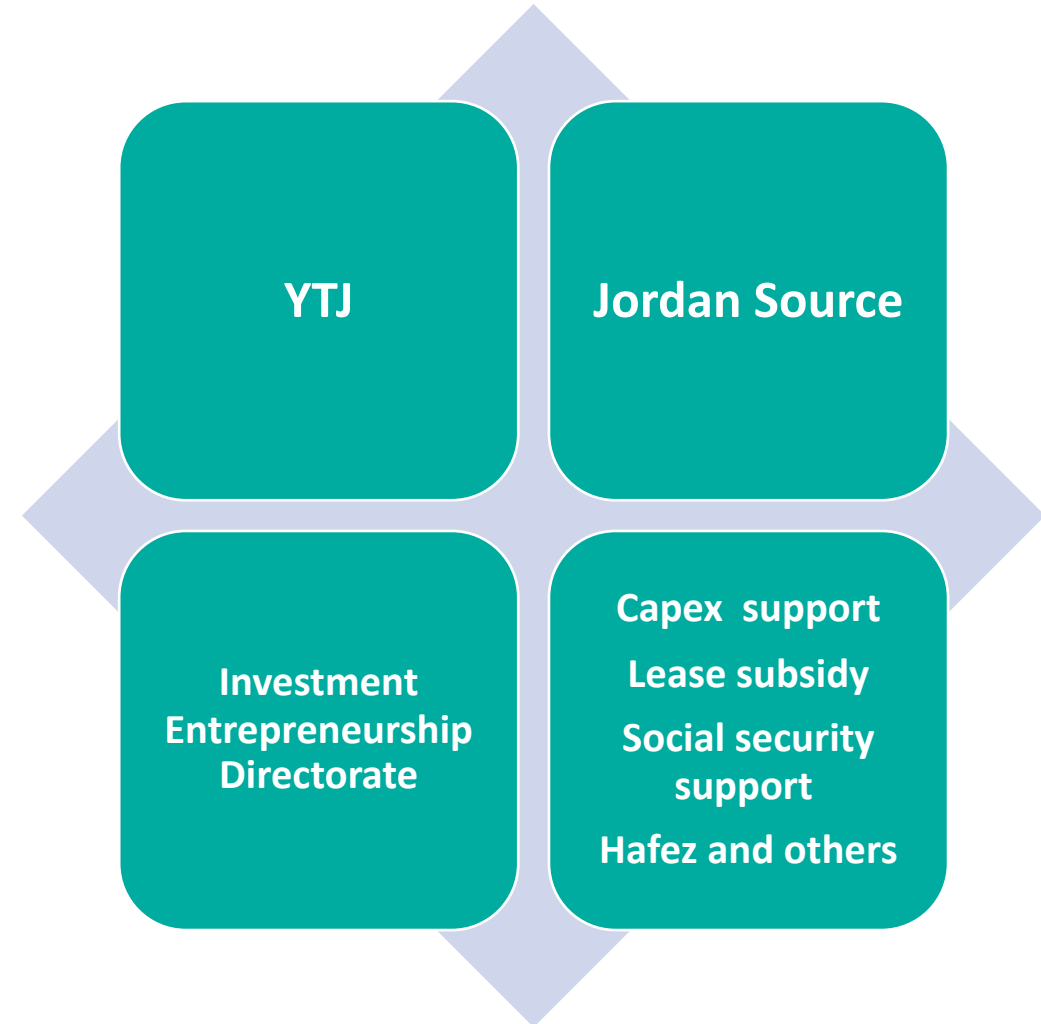 YTJ
Jordan Source
Investment
Entrepreneurship
Directorate
Capex  support
Lease subsidy
Social security
support
Hafez and others